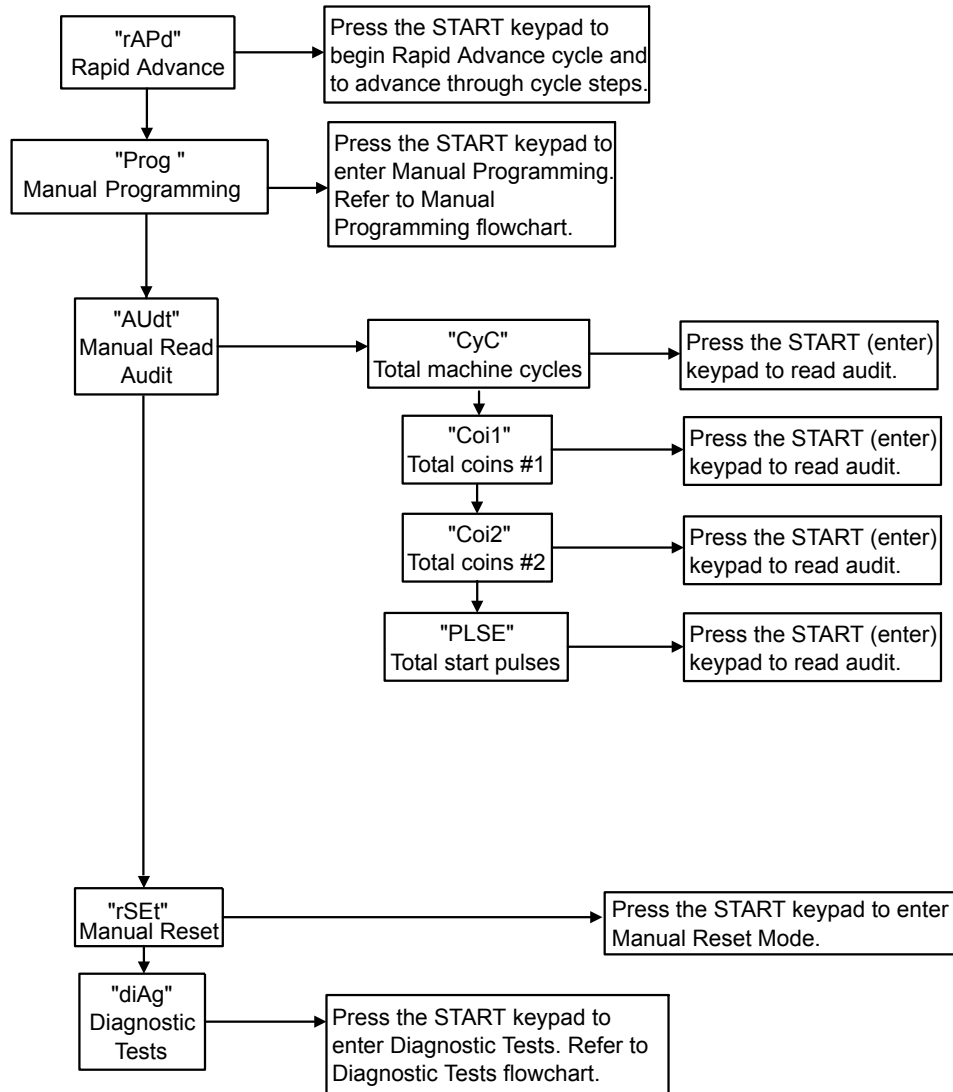 "rAPd"
Rapid Advance
Press the START keypad to
begin Rapid Advance cycle and
to advance through cycle steps.
"Prog "
Manual Programming
Press the START keypad to
enter Manual Programming.
Refer to Manual
Programming flowchart.
"AUdt"
Manual Read
Audit
"CyC"
Total machine cycles
Press the START (enter)
keypad to read audit.
"Coi1"
Total coins #1
Press the START (enter)
keypad to read audit.
"Coi2"
Total coins #2
Press the START (enter)
keypad to read audit.
"PLSE"
Total start pulses
Press the START (enter)
keypad to read audit.
"rSEt"
Manual Reset
Press the START keypad to enter
Manual Reset Mode.
"diAg"
Diagnostic
Tests
Press the START keypad to
enter Diagnostic Tests. Refer to
Diagnostic Tests flowchart.